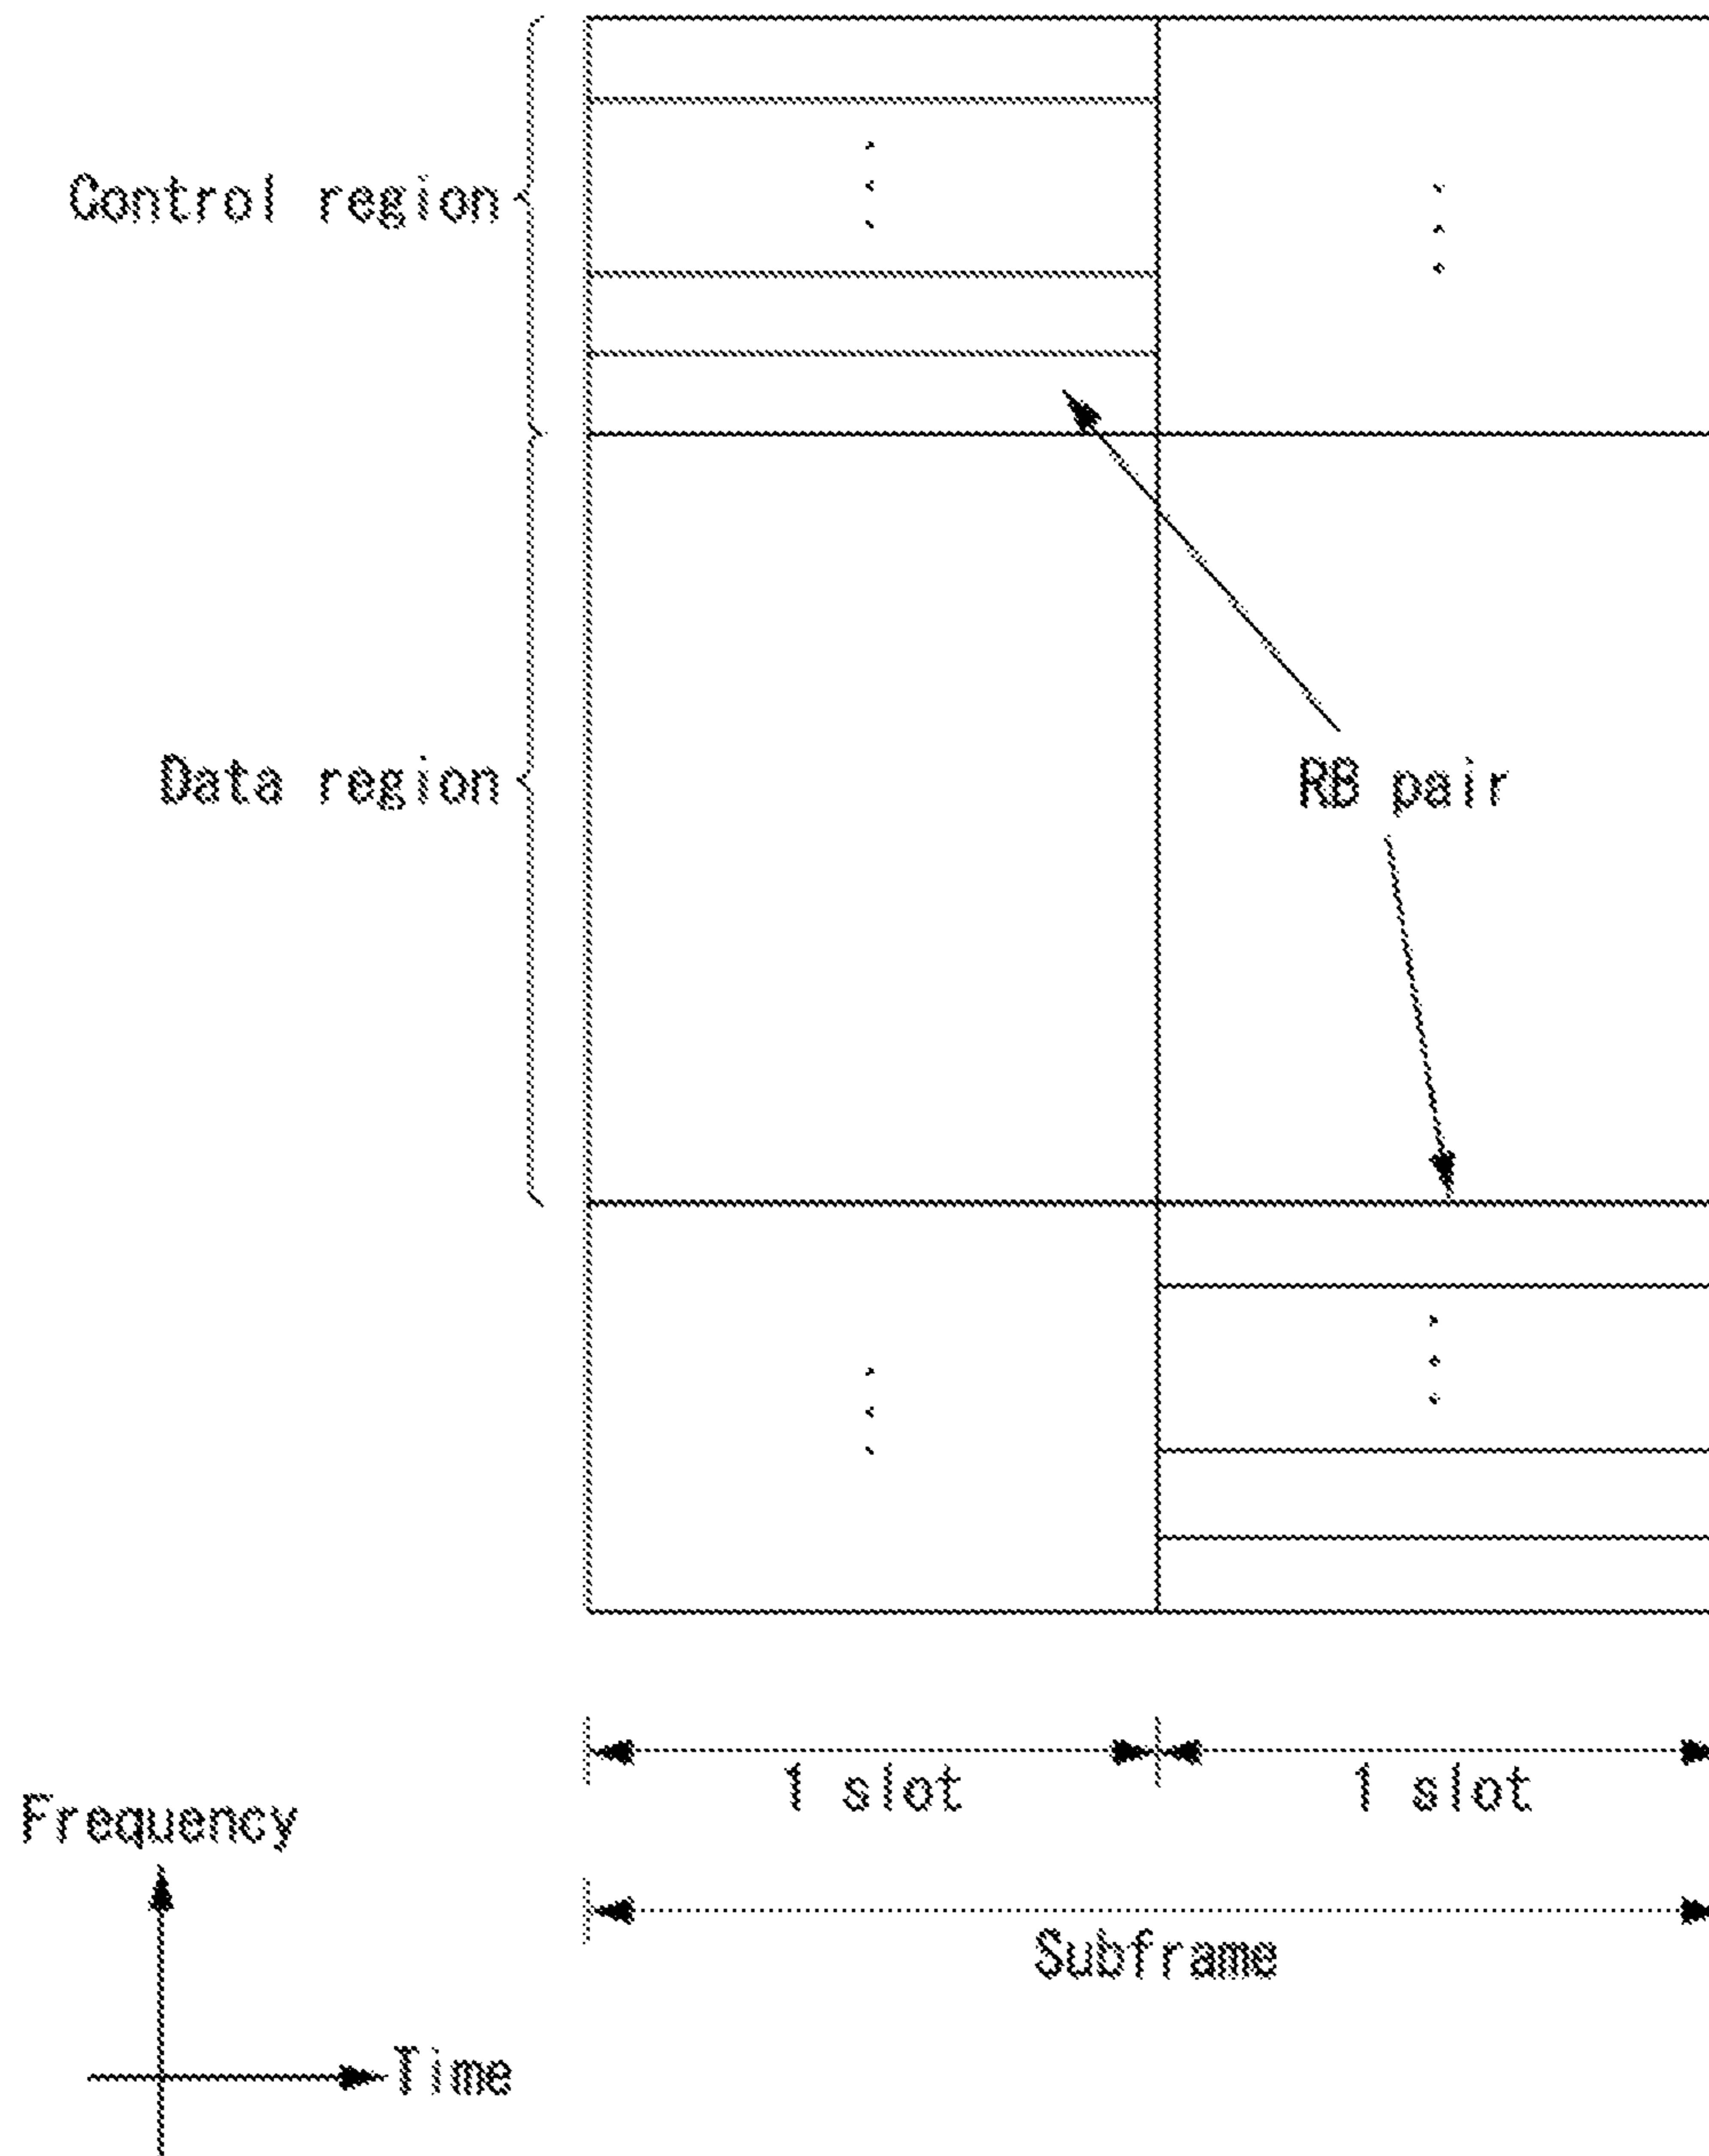 Control region
Data region
RB pair
1 slot
1 slot
Frequency
Subframe
Time